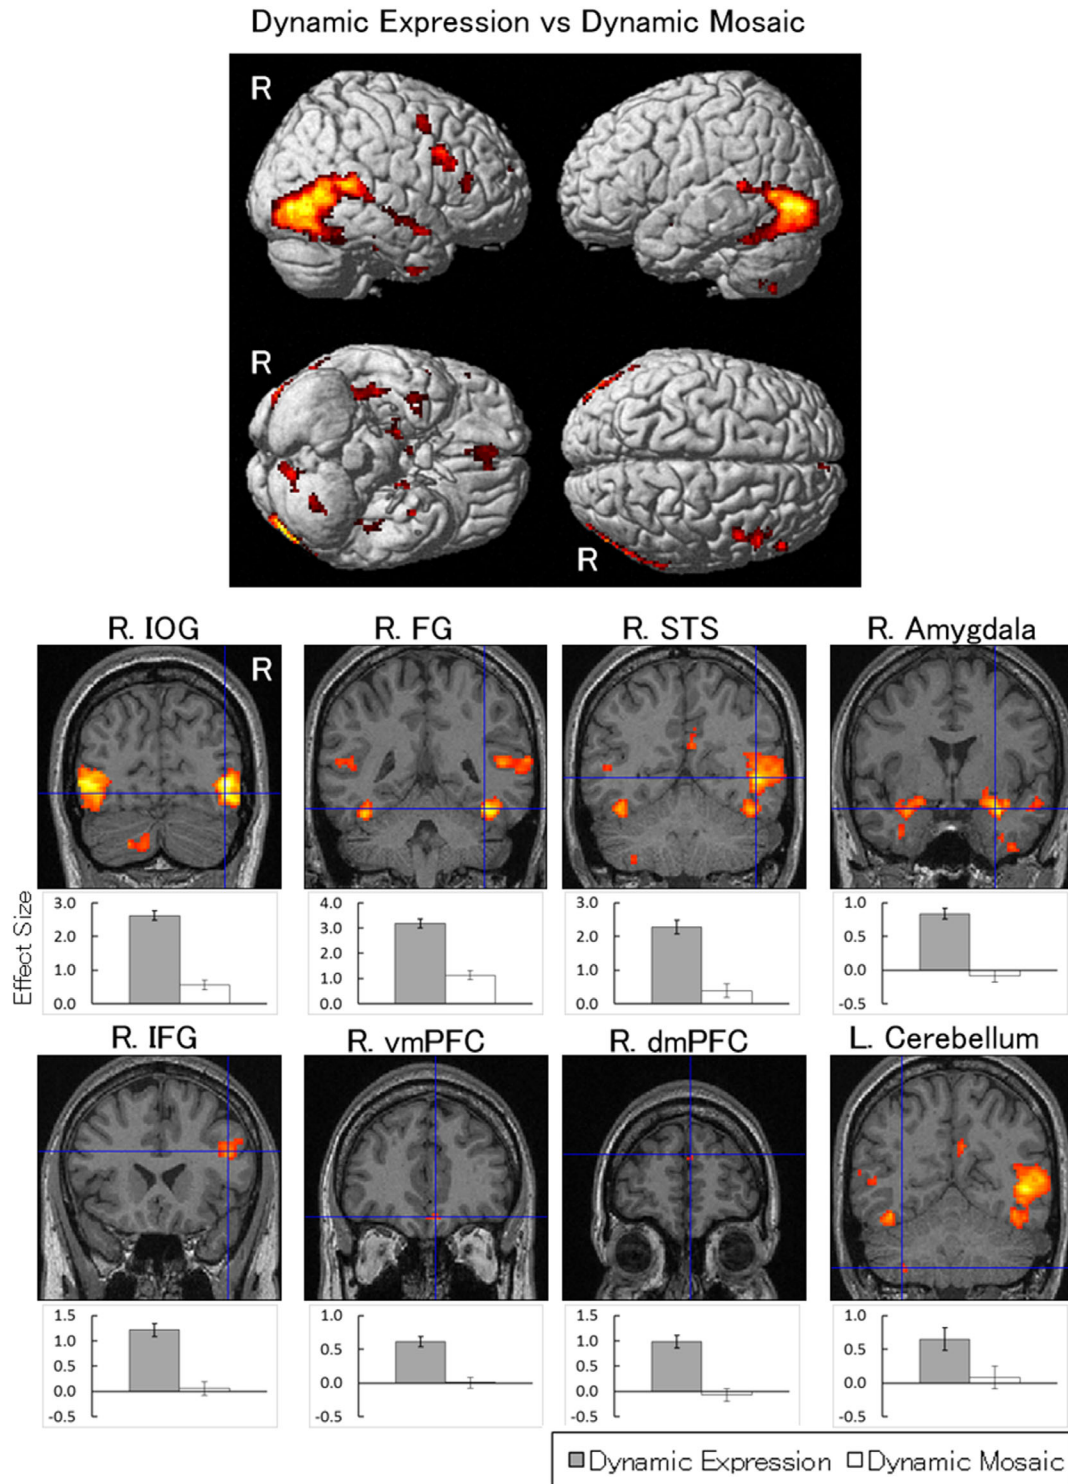 Dynamic Expression vs Dynamic Mosaic
R
R
R
R. IOG R. FG R. STS R. Amygdala
R
Effect Size
3.0 4.0 3.0 1.0
2.0 3.0 2.0 0.5
1.0 2.0 1.0 0.0
0.0 1.0 0.0 -0.5
0.0
R. IFG R. vmPFC R. dmPFC L. Cerebellum
1.5 1.0 1.5 1.0
1.0 0.5 1.0 0.5
0.5 0.0 0.5 0.0
0.0 -0.5 0.0 -0.5
-0.5 -0.5
Dynamic Expression Dynamic Mosaic